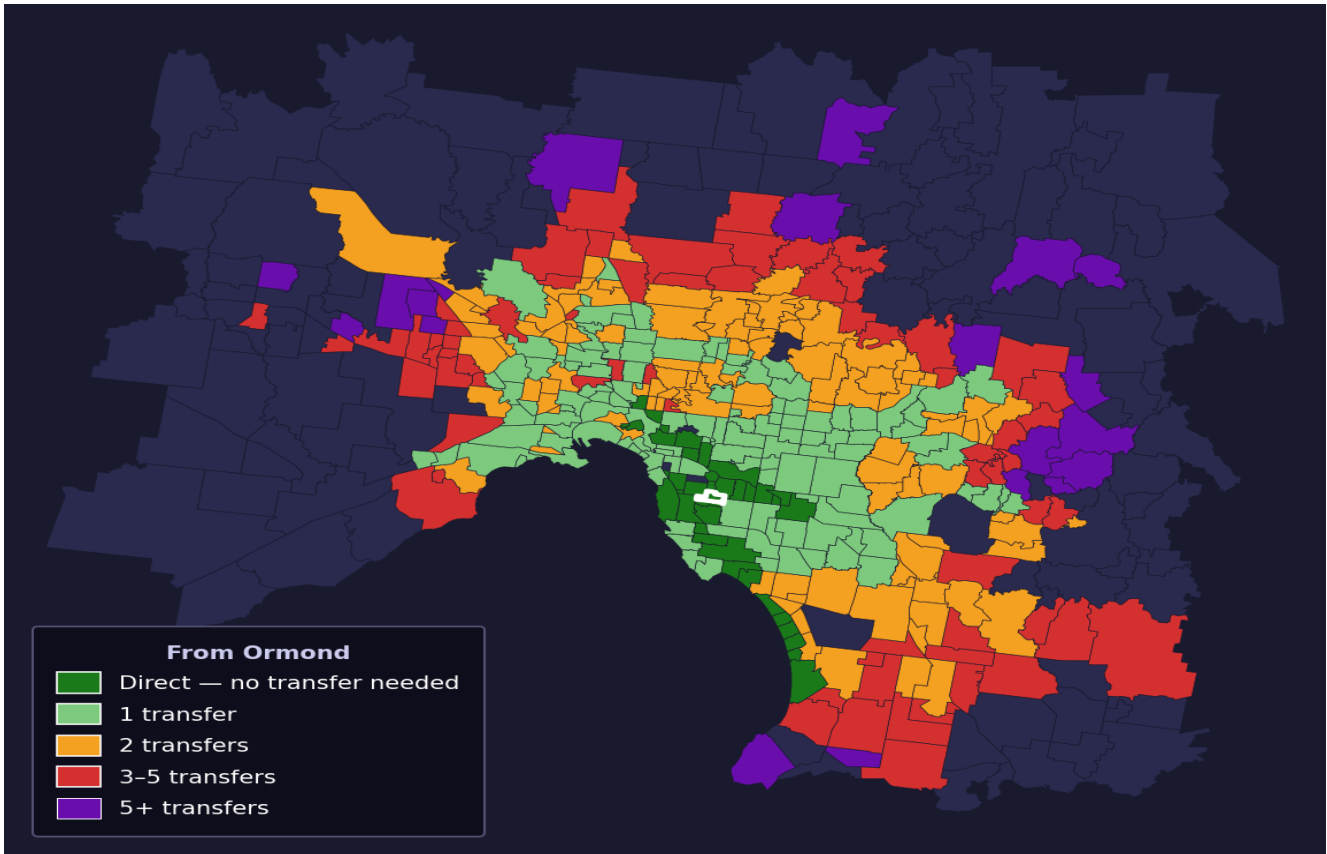 From Ormond
Direct — no transfer needed
1 transfer
2 transfers
3–5 transfers
5+ transfers